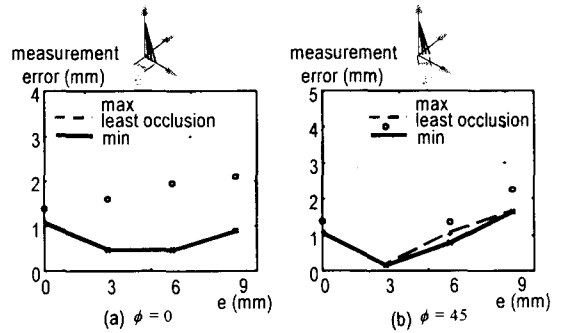 measurement
error (mm)
4
3
2
1
0
max
least occlusion
min
0
3
6
9
e (mm)
(a) ϕ = 0
measurement
error (mm)
5
4
3
2
1
0
max
least occlusion
min
0
3
6
9
e (mm)
(b) ϕ = 45